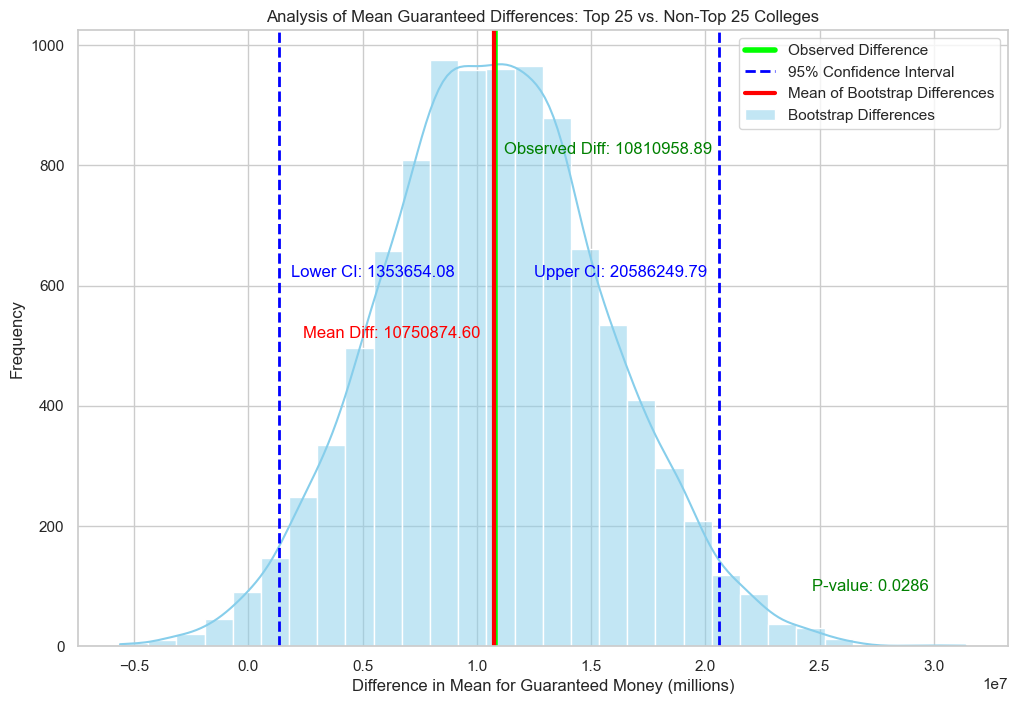 Analysis of Mean Guaranteed Differences: Top 25 vs. Non-Top 25 Colleges
Observed Difference
95% Confidence Interval
Mean of Bootstrap Differences
Bootstrap Differences
Observed Diff: 10810958.89
Lower CI: 1353654.08
Upper CI: 20586249.79
Mean Diff: 10750874.60
P-value: 0.0286
Frequency
1000
800
600
400
200
0
−0.5
0.0
0.5
1.0
1.5
2.0
2.5
3.0
1e7
Difference in Mean for Guaranteed Money (millions)